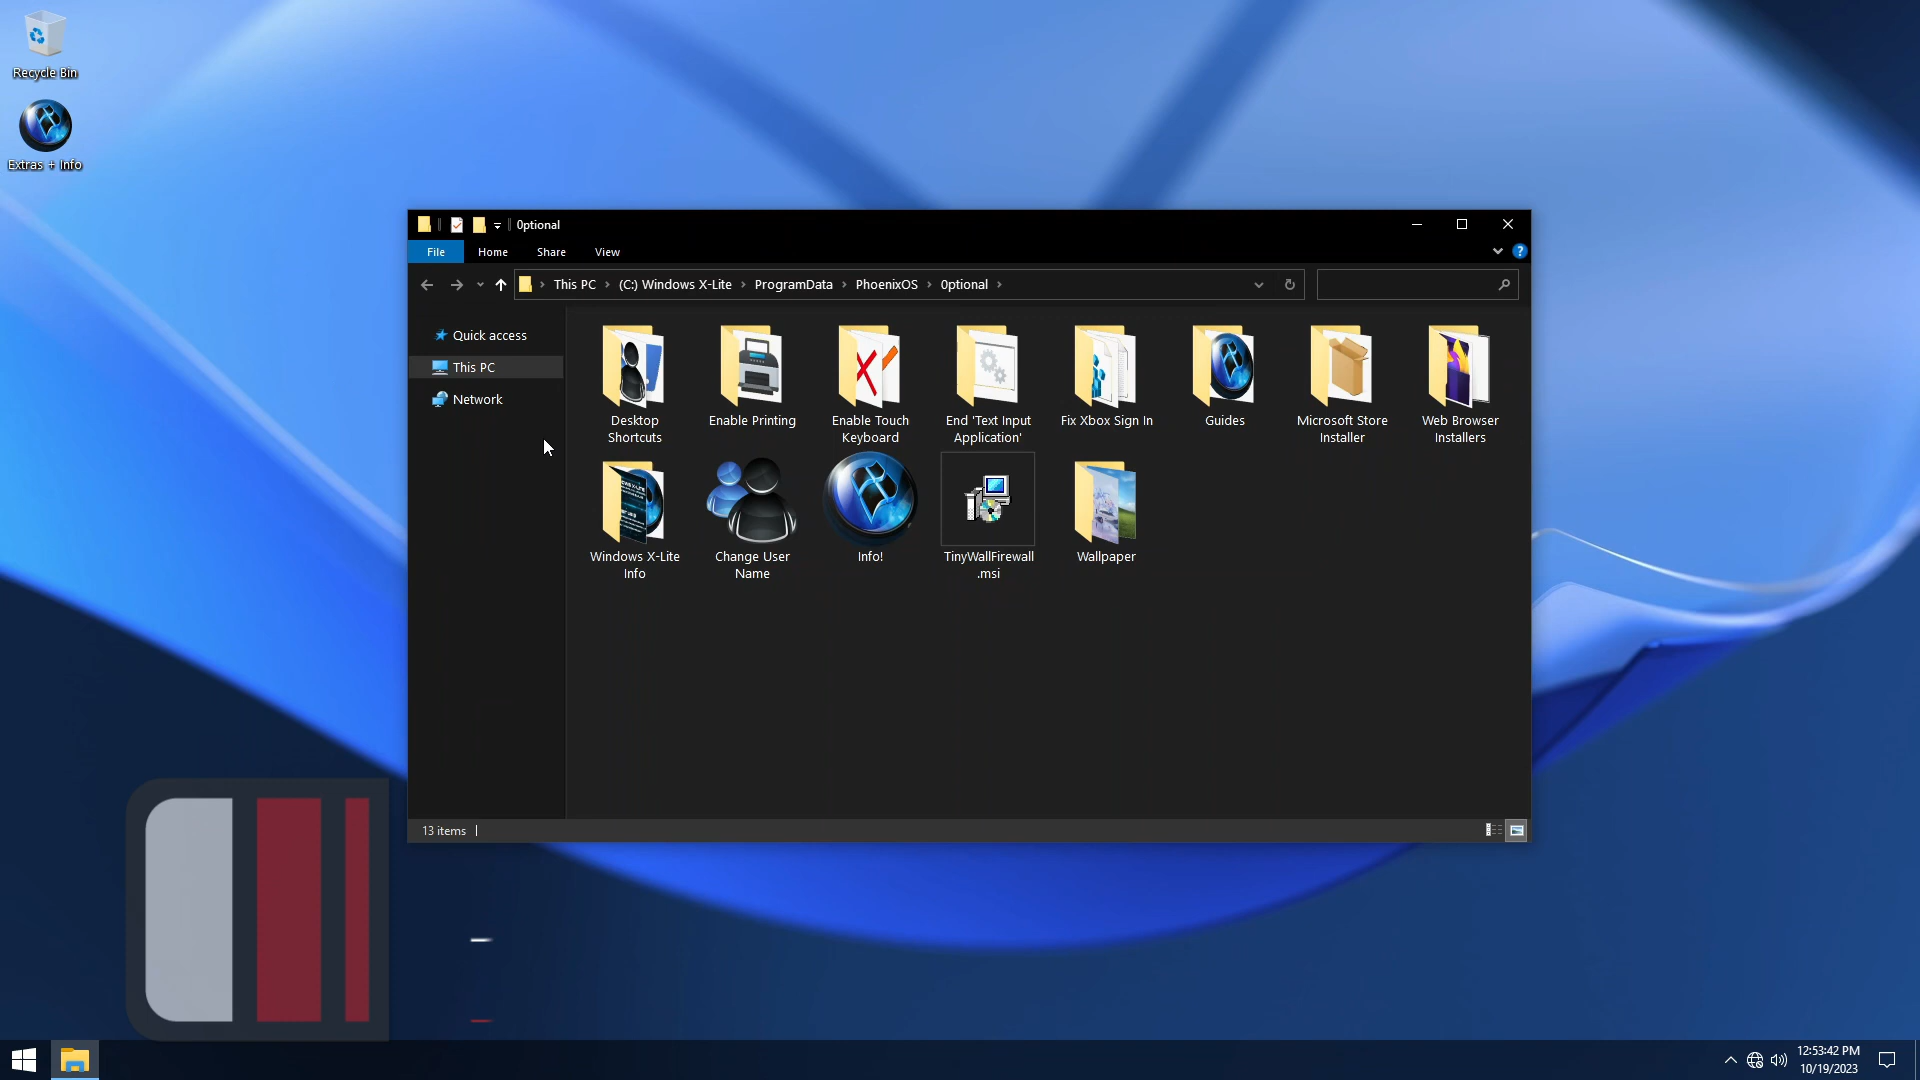 Recycle Bin
Extras + Info
0ptional
File
Home
Share
View
This PC
(C:) Windows X-Lite
ProgramData
PhoenixOS
0ptional
Quick access
This PC
Network
Desktop
Shortcuts
Enable Printing
Enable Touch
Keyboard
End 'Text Input
Application'
Fix Xbox Sign In
Guides
Microsoft Store
Installer
Web Browser
Installers
Windows X-Lite
Info
Change User
Name
Info!
TinyWallFirewall
.msi
Wallpaper
13 items
12:53:42 PM
10/19/2023